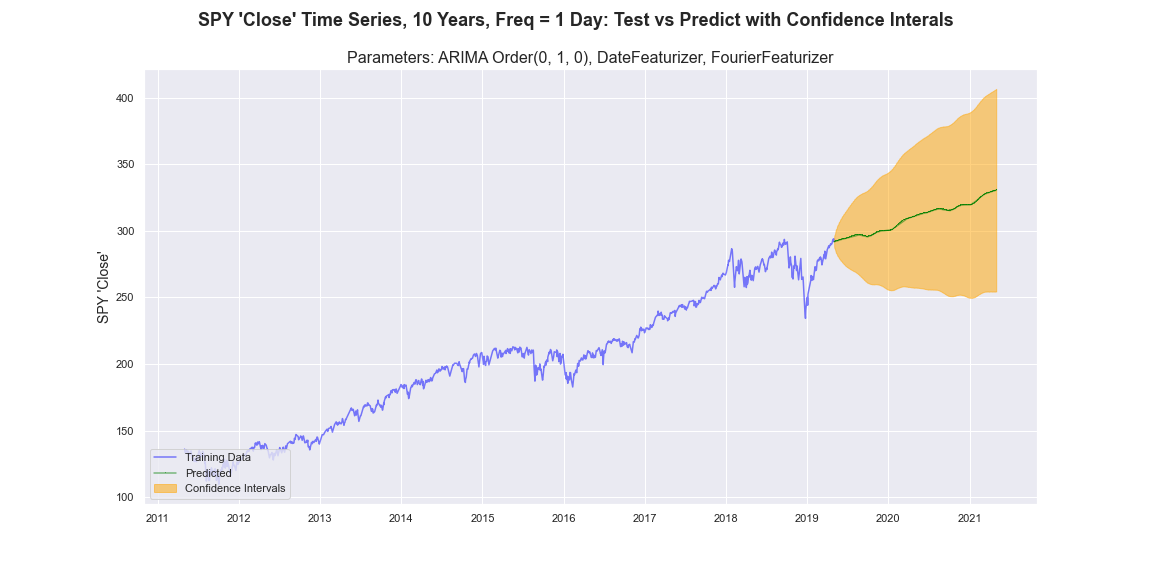 SPY 'Close' Time Series, 10 Years, Freq = 1 Day: Test vs Predict with Confidence Interals
Parameters: ARIMA Order(0, 1, 0), DateFeaturizer, FourierFeaturizer
SPY 'Close'
400
350
300
250
200
150
100
Training Data
Predicted
Confidence Intervals
2011 2012 2013 2014 2015 2016 2017 2018 2019 2020 2021